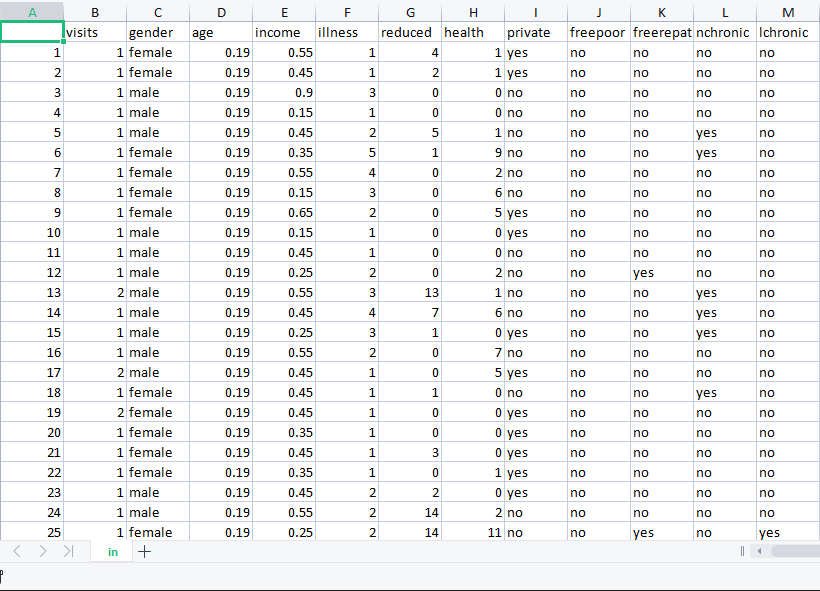 A B C D E F G H I J K L M
visits gender age income illness reduced health private freepoor freerepat nchronic lchronic
1 1 female 0.19 0.55 1 4 1 yes no no no no
2 1 female 0.19 0.45 1 2 1 yes no no no no
3 1 male 0.19 0.9 3 0 0 no no no no no
4 1 male 0.19 0.15 1 0 0 no no no no no
5 1 male 0.19 0.45 2 5 1 no no no yes no
6 1 female 0.19 0.35 5 1 9 no no no yes no
7 1 female 0.19 0.55 4 0 2 no no no no no
8 1 female 0.19 0.15 3 0 6 no no no no no
9 1 female 0.19 0.65 2 0 5 yes no no no no
10 1 male 0.19 0.15 1 0 0 yes no no no no
11 1 male 0.19 0.45 1 0 0 no no no no no
12 1 male 0.19 0.25 2 0 2 no no yes no no
13 2 male 0.19 0.55 3 13 1 no no no yes no
14 1 male 0.19 0.45 4 7 6 no no no yes no
15 1 male 0.19 0.25 3 1 0 yes no no yes no
16 1 male 0.19 0.55 2 0 7 no no no no no
17 2 male 0.19 0.45 1 0 5 yes no no no no
18 1 female 0.19 0.45 1 1 0 no no no yes no
19 2 female 0.19 0.45 1 0 0 yes no no no no
20 1 female 0.19 0.35 1 0 0 yes no no no no
21 1 female 0.19 0.45 1 3 0 yes no no no no
22 1 female 0.19 0.35 1 0 1 yes no no no no
23 1 male 0.19 0.45 2 2 0 yes no no no no
24 1 male 0.19 0.55 2 14 2 no no no no no
25 1 female 0.19 0.25 2 14 11 no no yes no yes
in